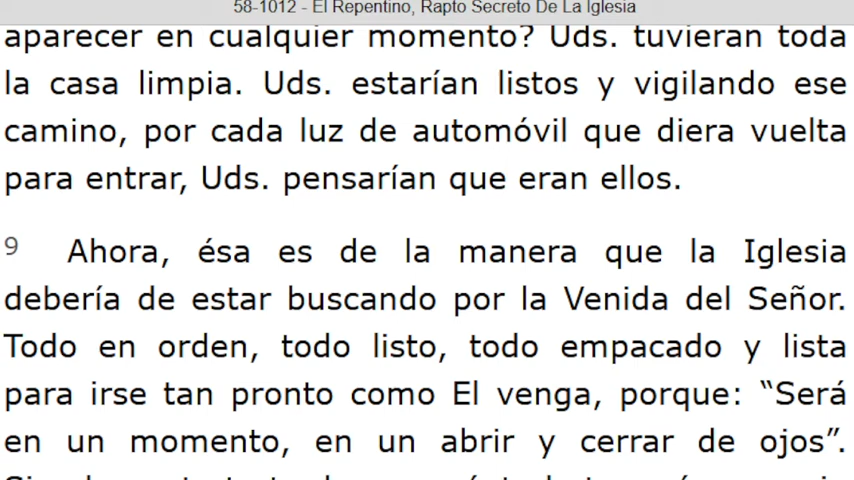 58-1012 - El Repentino, Rapto Secreto De La Iglesia
aparecer en cualquier momento? Uds. tuvieran toda
la casa limpia. Uds. estarían listos y vigilando ese
camino, por cada luz de automóvil que diera vuelta
para entrar, Uds. pensarían que eran ellos.
9 Ahora, ésa es de la manera que la Iglesia
debería de estar buscando por la Venida del Señor.
Todo en orden, todo listo, todo empacado y lista
para irse tan pronto como El venga, porque: “Será
en un momento, en un abrir y cerrar de ojos”.